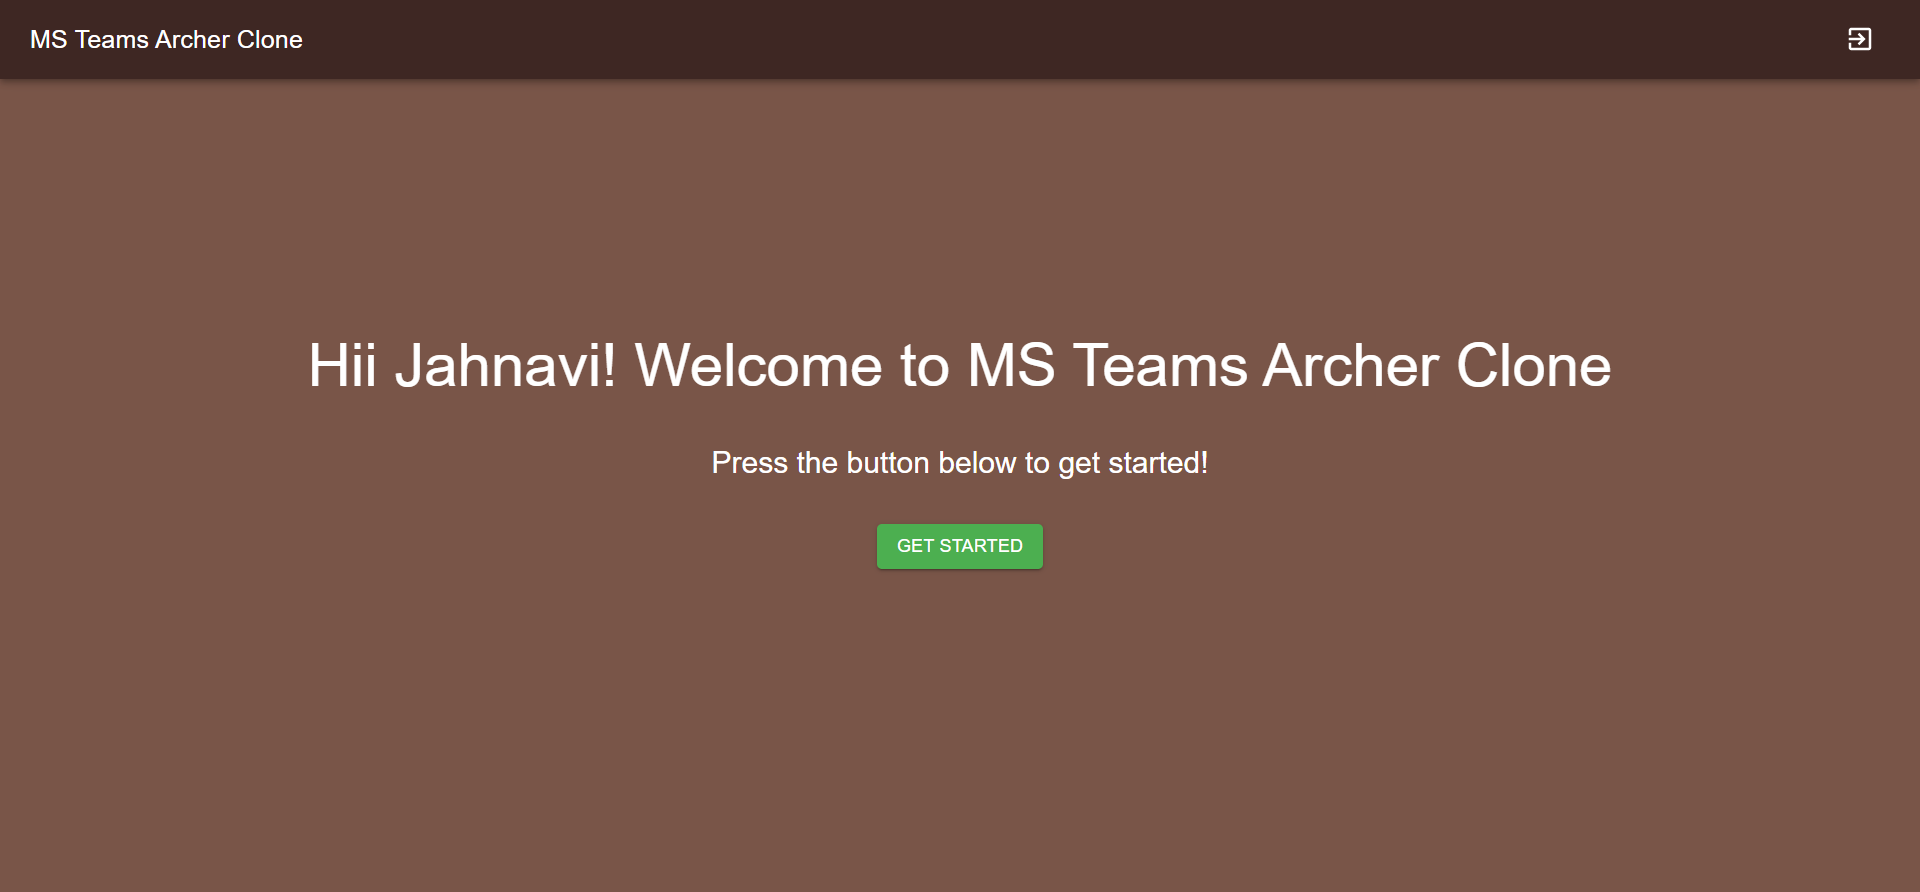 MS Teams Archer Clone
Hii Jahnavi! Welcome to MS Teams Archer Clone
Press the button below to get started!
GET STARTED